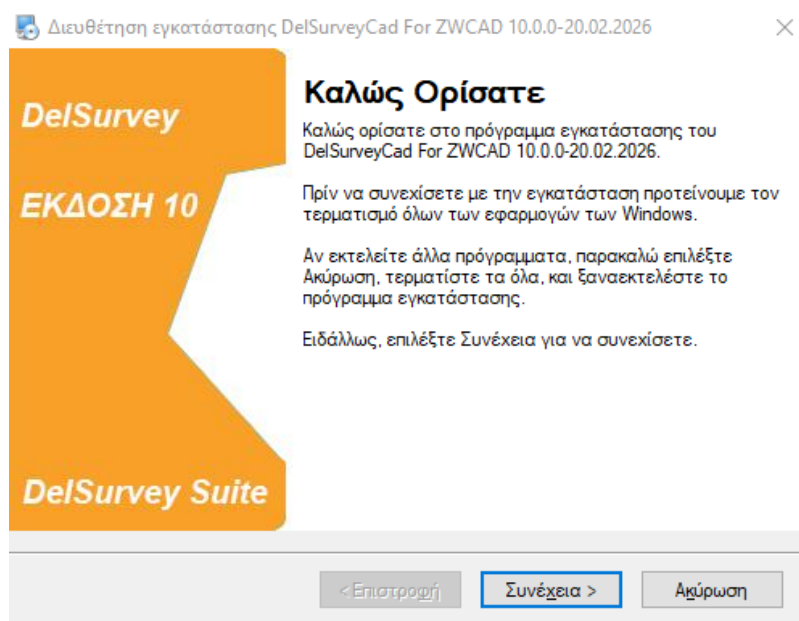 Διευθέτηση εγκατάστασης DelSurveyCad For ZWCAD 10.0.0-20.02.2026
DelSurvey
ΕΚΔΟΣΗ 10
DelSurvey Suite
Καλώς Ορίσατε
Καλώς ορίσατε στο πρόγραμμα εγκατάστασης του
DelSurveyCad For ZWCAD 10.0.0-20.02.2026.
Πρίν να συνεχίσετε με την εγκατάσταση προτείνουμε τον
τερματισμό όλων των εφαρμογών των Windows.
Αν εκτελείτε άλλα πρόγραμματα, παρακαλώ επιλέξτε
Ακύρωση, τερματίστε τα όλα, και ξαναεκτελέστε το
πρόγραμμα εγκατάστασης.
Ειδάλλως, επιλέξτε Συνέχεια για να συνεχίσετε.
< Επιστροφή
Συνέχεια >
Ακύρωση